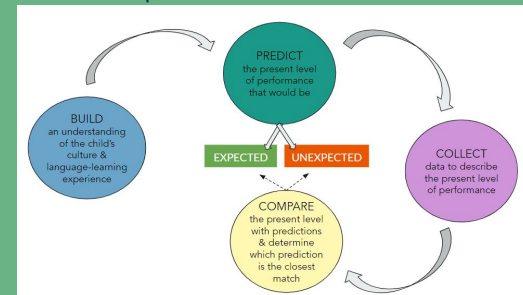 BUILD
an understanding
of the child's
culture &
language-learning
experience
PREDICT
the present level
of performance
that would be
EXPECTED
UNEXPECTED
COLLECT
data to describe
the present level
of performance
COMPARE
the present level
with predictions
& determine
which prediction
is the closest
match